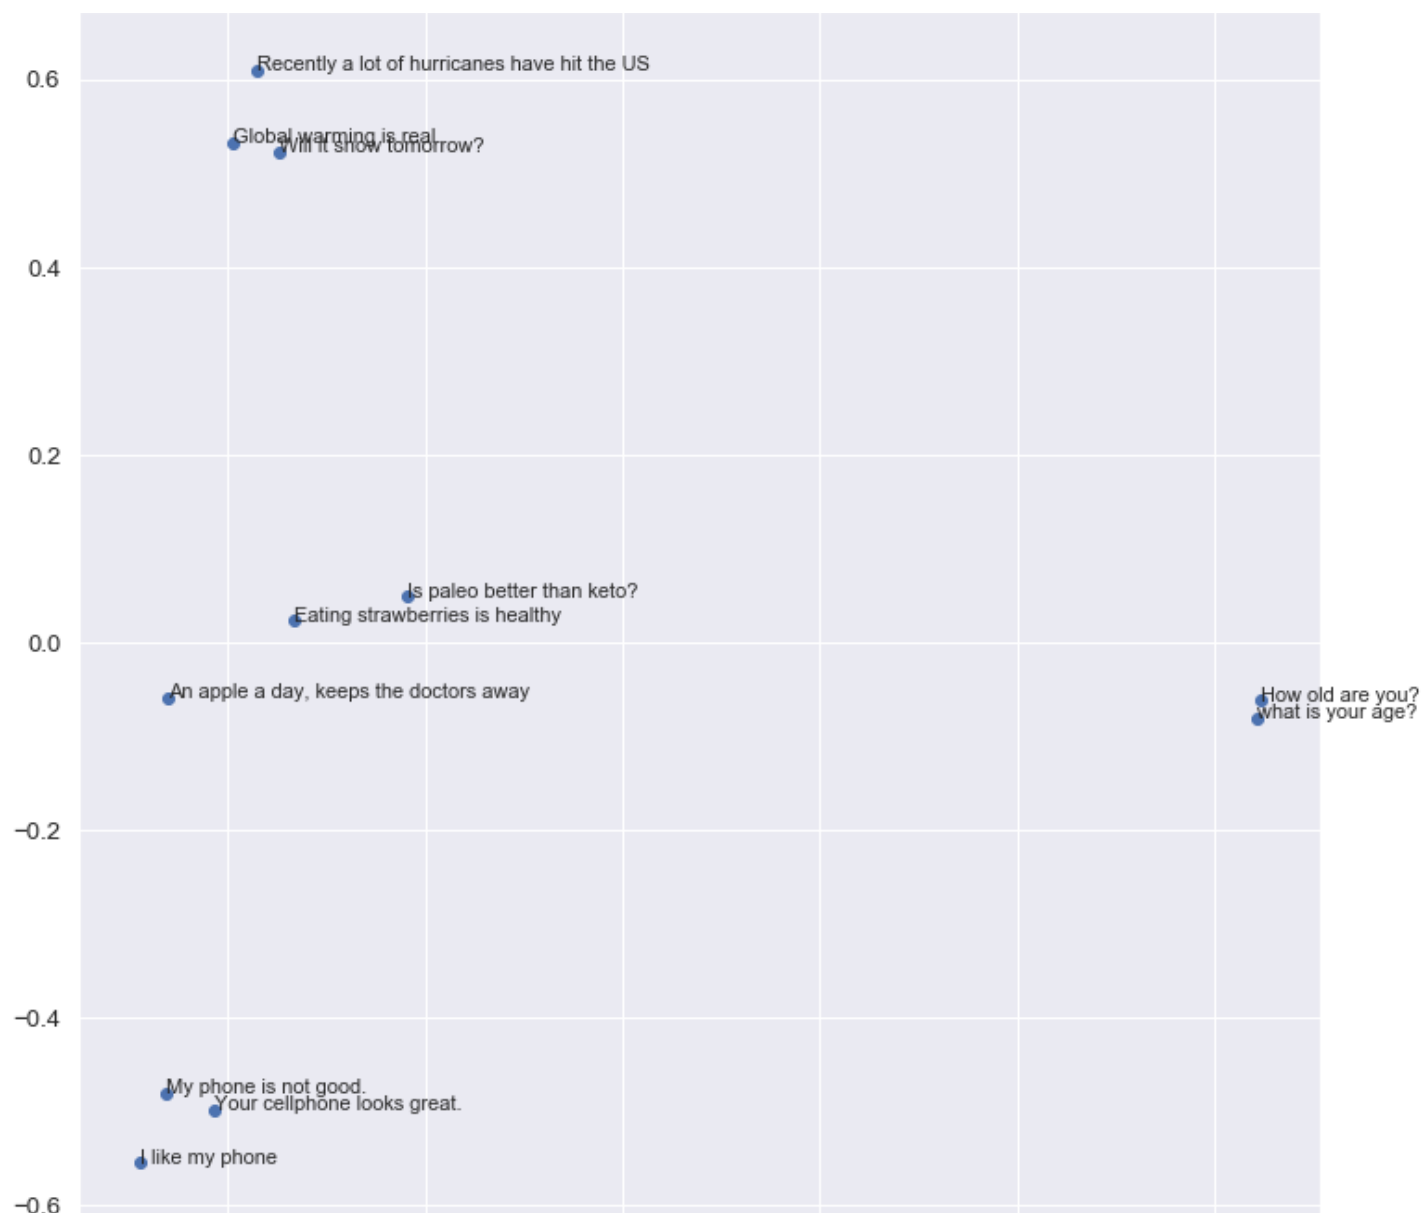 Recently a lot of hurricanes have hit the US
0.6
Global warming is real
Will it snow tomorrow?
0.4
0.2
Is paleo better than keto?
Eating strawberries is healthy
0.0
An apple a day, keeps the doctors away
How old are you?
what is your age?
−0.2
−0.4
My phone is not good.
Your cellphone looks great.
I like my phone
−0.6